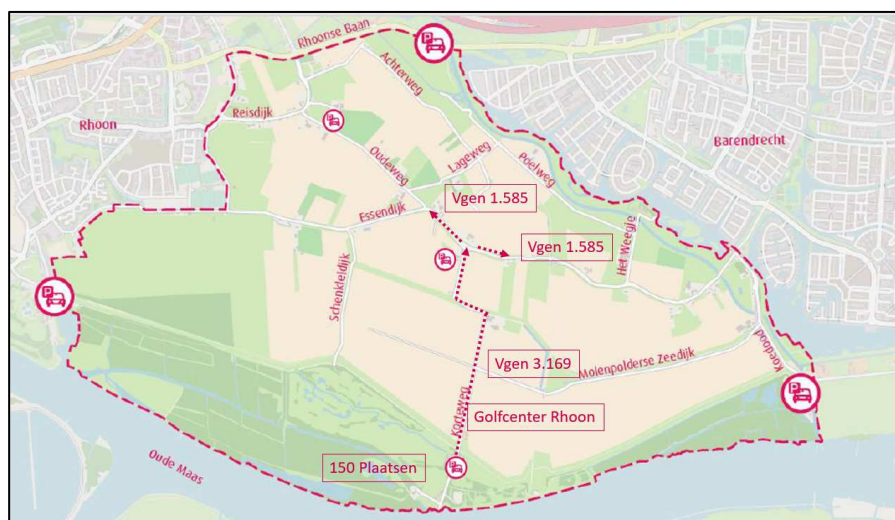 Rhoonse Baan
Achterweg
Reisdijk
Rhoon
Barendrecht
Oudeweg
Lageweg
Poelweg
Vgen 1.585
Essendijk
Vgen 1.585
Het Weegje
Schenkeldijk
Vgen 3.169
Molenpolderse Zeedijk
Koedood
Korteweg
Golfcenter Rhoon
150 Plaatsen
Oude Maas
P
P
P
P
P
P